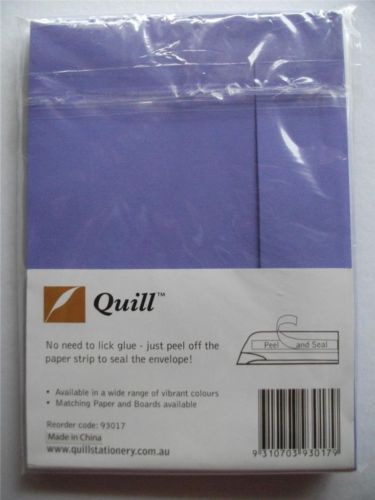 Quill™
No need to lick glue - just peel off the
paper strip to seal the envelope!
Peel and Seal
• Available in a wide range of vibrant colours
• Matching Paper and Boards available
Reorder code: 93017
Made in China
www.quillstationery.com.au
9 310703 930179